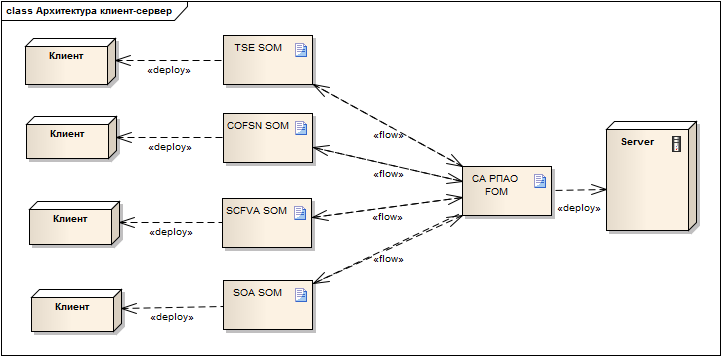 class Архитектура клиент-сервер
Клиент
«deploy»
TSE SOM
Клиент
«deploy»
COFSN SOM
Клиент
«deploy»
SCFVA SOM
Клиент
«deploy»
SOA SOM
«flow»
«flow»
«flow»
«flow»
СА РПАО
FOM
«deploy»
Server